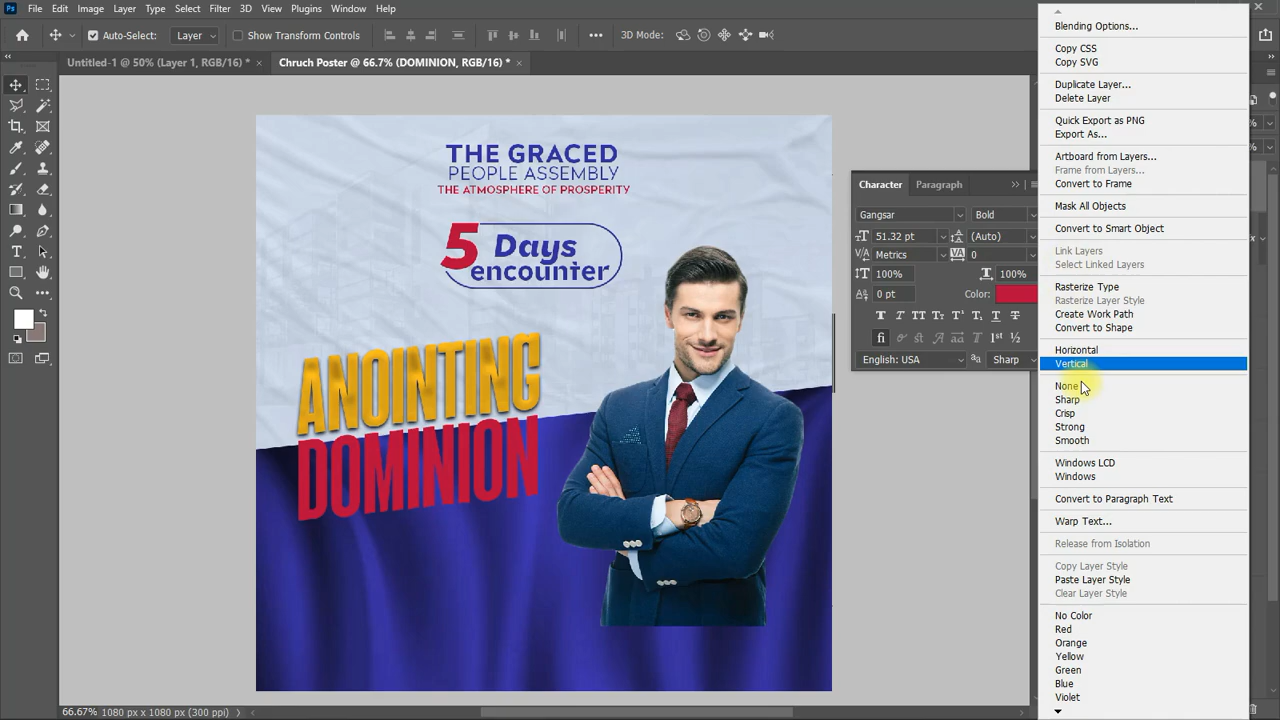 Ps File Edit Image Layer Type Select Filter 3D View Plugins Window Help
Auto-Select: Layer Show Transform Controls ••• 3D Mode:
Untitled-1 @ 50% (Layer 1, RGB/16) * × Chruch Poster @ 66.7% (DOMINION, RGB/16) * ×
THE GRACED
PEOPLE ASSEMBLY
THE ATMOSPHERE OF PROSPERITY
5 Days
encounter
ANOINTING
DOMINION
Character Paragraph
Gangsar Bold
51.32 pt (Auto)
Metrics 0
100% 100%
0 pt Color:
English: USA Sharp
Blending Options...
Copy CSS
Copy SVG
Duplicate Layer...
Delete Layer
Quick Export as PNG
Export As...
Artboard from Layers...
Frame from Layers...
Convert to Frame
Mask All Objects
Convert to Smart Object
Link Layers
Select Linked Layers
Rasterize Type
Rasterize Layer Style
Create Work Path
Convert to Shape
Horizontal
Vertical
None
Sharp
Crisp
Strong
Smooth
Windows LCD
Windows
Convert to Paragraph Text
Warp Text...
Release from Isolation
Copy Layer Style
Paste Layer Style
Clear Layer Style
No Color
Red
Orange
Yellow
Green
Blue
Violet
66.67% 1080 px x 1080 px (300 ppi)